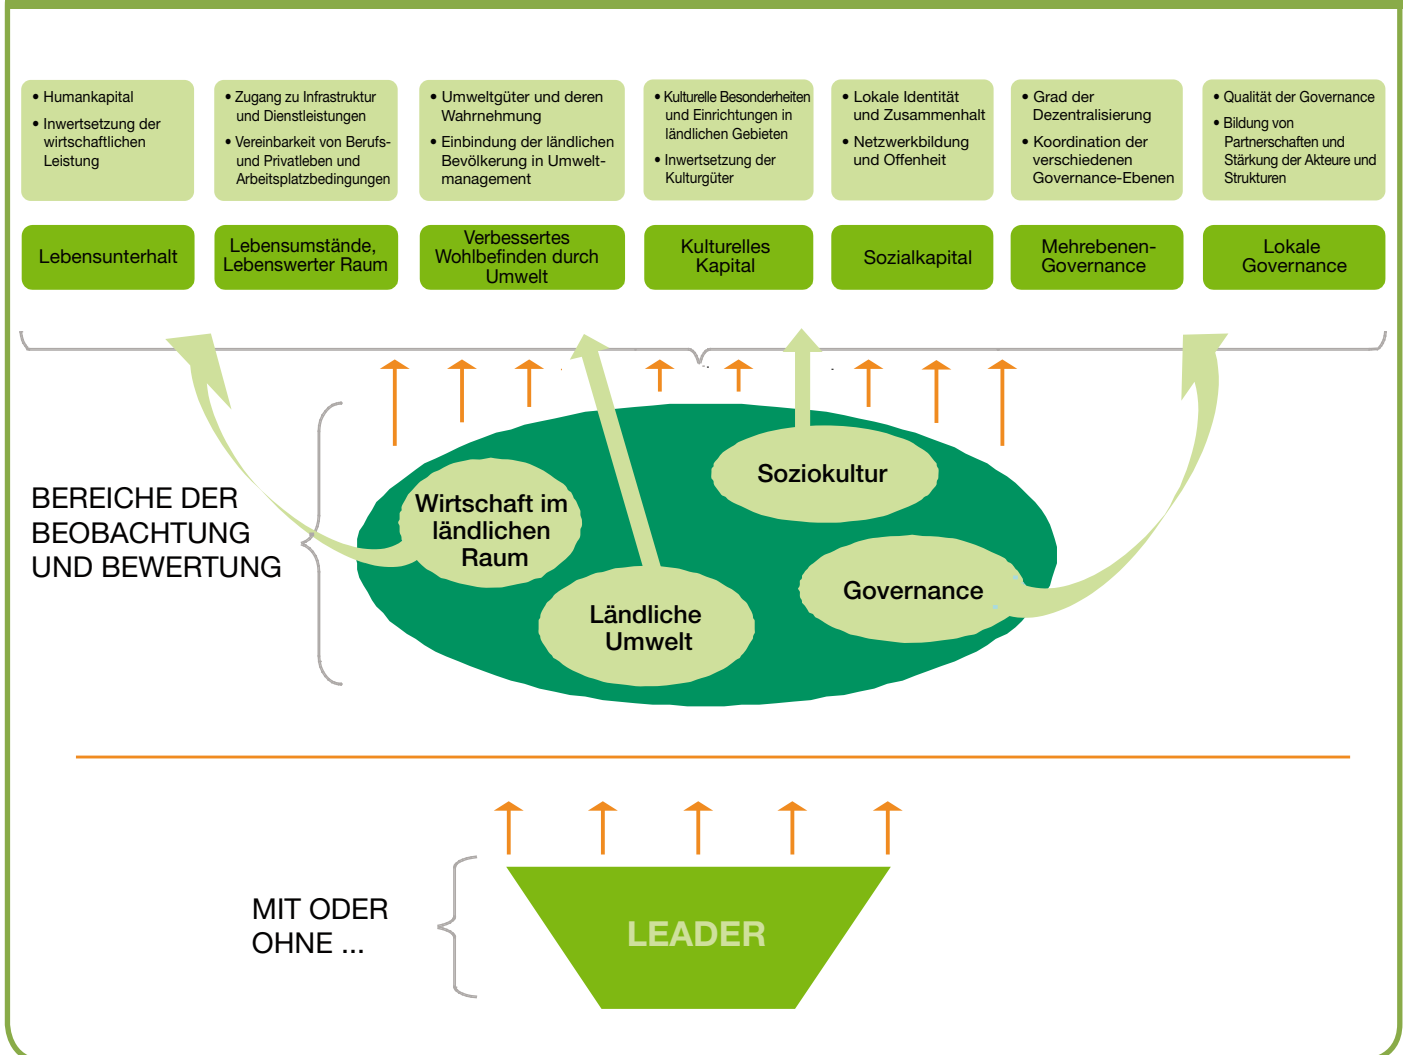 • Humankapital
• Inwertsetzung der
wirtschaftlichen
Leistung
• Zugang zu Infrastruktur
und Dienstleistungen
• Vereinbarkeit von Berufs-
und Privatleben und
Arbeitsplatzbedingungen
• Umweltgüter und deren
Wahrnehmung
• Einbindung der ländlichen
Bevölkerung in Umwelt-
management
• Kulturelle Besonderheiten
und Einrichtungen in
ländlichen Gebieten
• Inwertsetzung der
Kulturgüter
• Lokale Identität
und Zusammenhalt
• Netzwerkbildung
und Offenheit
• Grad der
Dezentralisierung
• Koordination der
verschiedenen
Governance-Ebenen
• Qualität der Governance
• Bildung von
Partnerschaften und
Stärkung der Akteure und
Strukturen
Lebensunterhalt
Lebensumstände,
Lebenswerter Raum
Verbessertes
Wohlbefinden durch
Umwelt
Kulturelles
Kapital
Sozialkapital
Mehrebenen-
Governance
Lokale
Governance
BEREICHE DER
BEOBACHTUNG
UND BEWERTUNG
Wirtschaft im
ländlichen
Raum
Soziokultur
Ländliche
Umwelt
Governance
MIT ODER
OHNE ...
LEADER